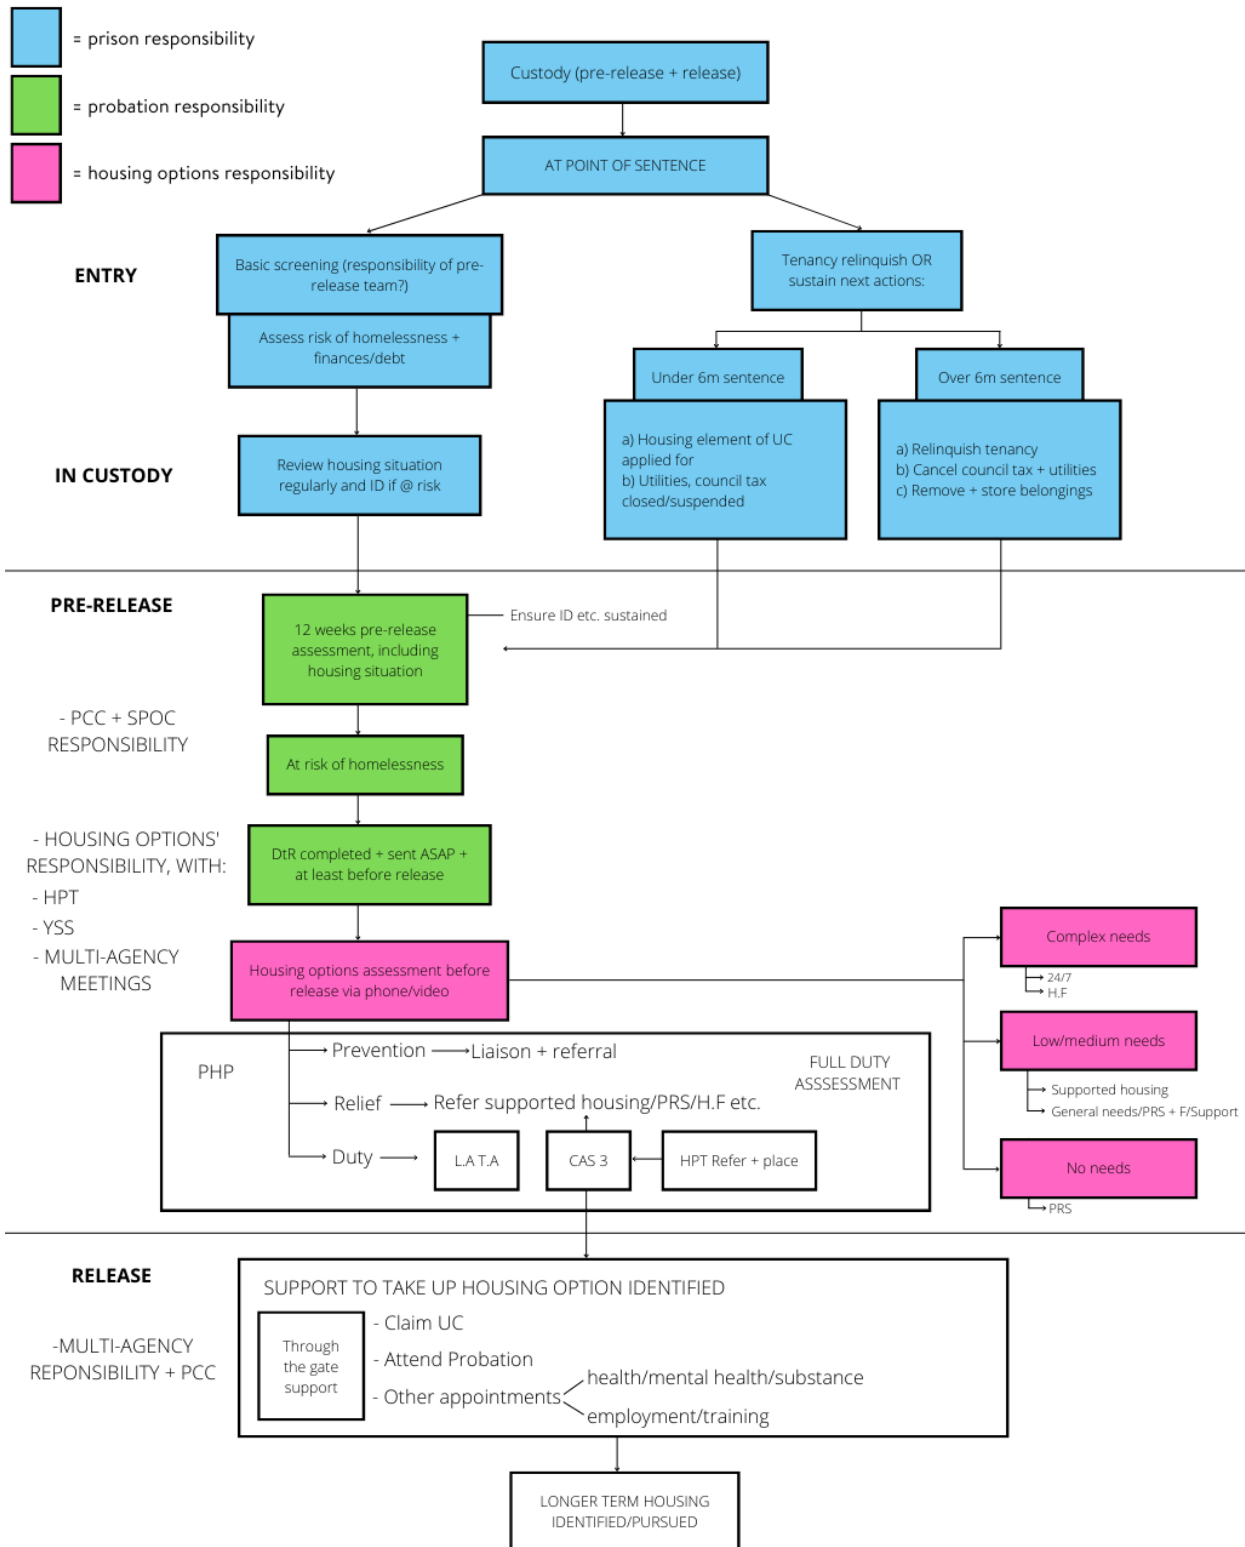 = prison responsibility
= probation responsibility
= housing options responsibility
Custody (pre-release + release)
AT POINT OF SENTENCE
ENTRY
Basic screening (responsibility of pre-
release team?)
Assess risk of homelessness +
finances/debt
Tenancy relinquish OR
sustain next actions:
Under 6m sentence
Over 6m sentence
IN CUSTODY
Review housing situation
regularly and ID if @ risk
a) Housing element of UC
applied for
b) Utilities, council tax
closed/suspended
a) Relinquish tenancy
b) Cancel council tax + utilities
c) Remove + store belongings
PRE-RELEASE
12 weeks pre-release
assessment, including
housing situation
Ensure ID etc. sustained
- PCC + SPOC
RESPONSIBILITY
At risk of homelessness
- HOUSING OPTIONS'
RESPONSIBILITY, WITH:
- HPT
- YSS
- MULTI-AGENCY
MEETINGS
DtR completed + sent ASAP +
at least before release
Housing options assessment before
release via phone/video
Complex needs
24/7
H.F
Low/medium needs
Supported housing
General needs/PRS + F/Support
No needs
PRS
PHP
Prevention
Liaison + referral
FULL DUTY
ASSSESSMENT
Relief
Refer supported housing/PRS/H.F etc.
Duty
L.A T.A
CAS 3
HPT Refer + place
RELEASE
-MULTI-AGENCY
REPONSIBILITY + PCC
SUPPORT TO TAKE UP HOUSING OPTION IDENTIFIED
Through
the gate
support
- Claim UC
- Attend Probation
- Other appointments
health/mental health/substance
employment/training
LONGER TERM HOUSING
IDENTIFIED/PURSUED